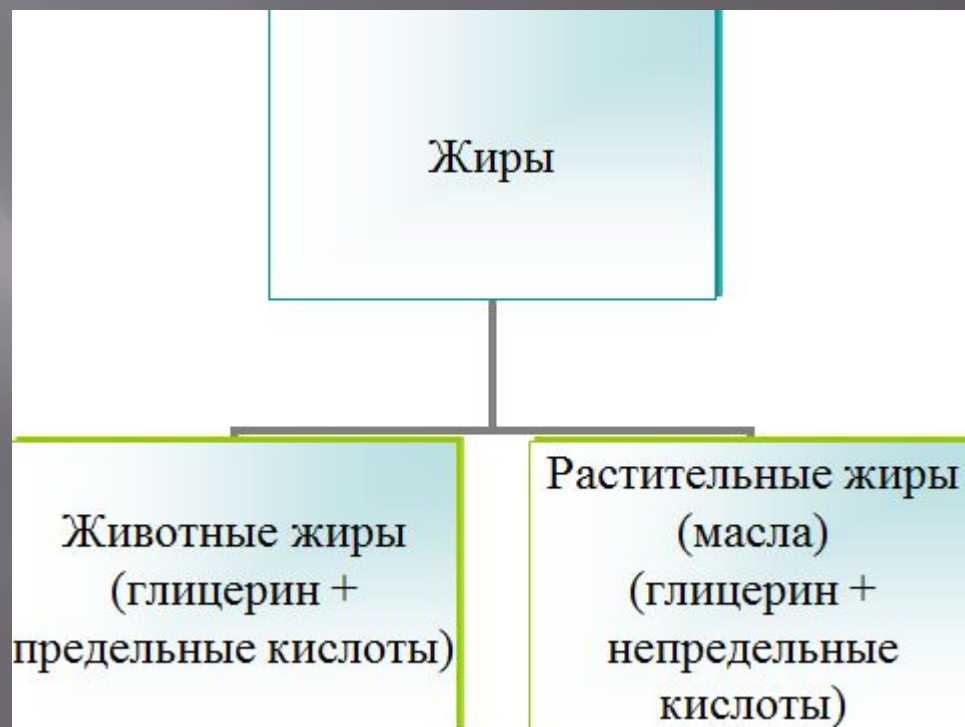 Жиры
Животные жиры
(глицерин +
предельные кислоты)
Растительные жиры
(масла)
(глицерин +
непредельные
кислоты)